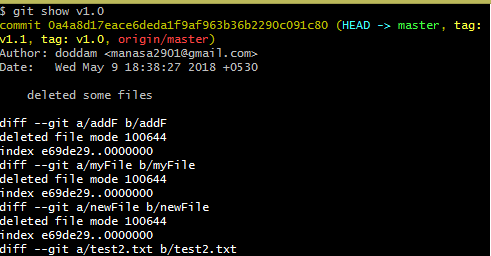 $ git show v1.0
commit 0a4a8d17eace6deda1f9af963b36b2290c091c80 (HEAD -> master, tag:
v1.1, tag: v1.0, origin/master)
Author: doddam <manasa2901@gmail.com>
Date:   Wed May 9 18:38:27 2018 +0530
    deleted some files
diff --git a/addF b/addF
deleted file mode 100644
index e69de29..0000000
diff --git a/myFile b/myFile
deleted file mode 100644
index e69de29..0000000
diff --git a/newFile b/newFile
deleted file mode 100644
index e69de29..0000000
diff --git a/test2.txt b/test2.txt